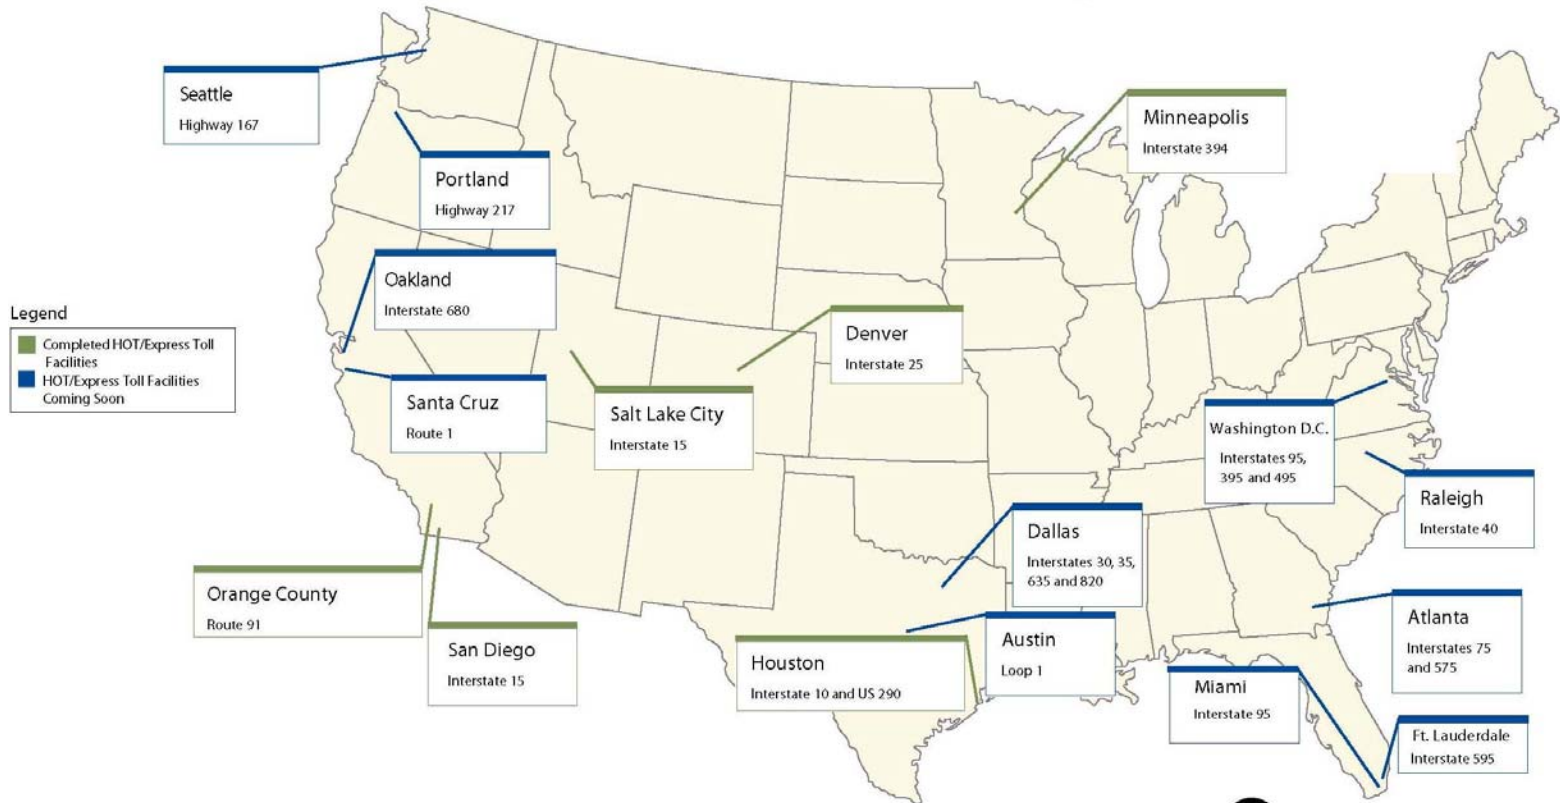 Seattle
Highway 167
Minneapolis
Interstate 394
Portland
Highway 217
Oakland
Interstate 680
Legend
Completed HOT/Express Toll
Facilities
HOT/Express Toll Facilities
Coming Soon
Denver
Interstate 25
Santa Cruz
Route 1
Salt Lake City
Interstate 15
Washington D.C.
Interstates 95,
395 and 495
Raleigh
Interstate 40
Dallas
Interstates 30, 35,
635 and 820
Orange County
Route 91
San Diego
Interstate 15
Houston
Interstate 10 and US 290
Austin
Loop 1
Atlanta
Interstates 75
and 575
Miami
Interstate 95
Ft. Lauderdale
Interstate 595